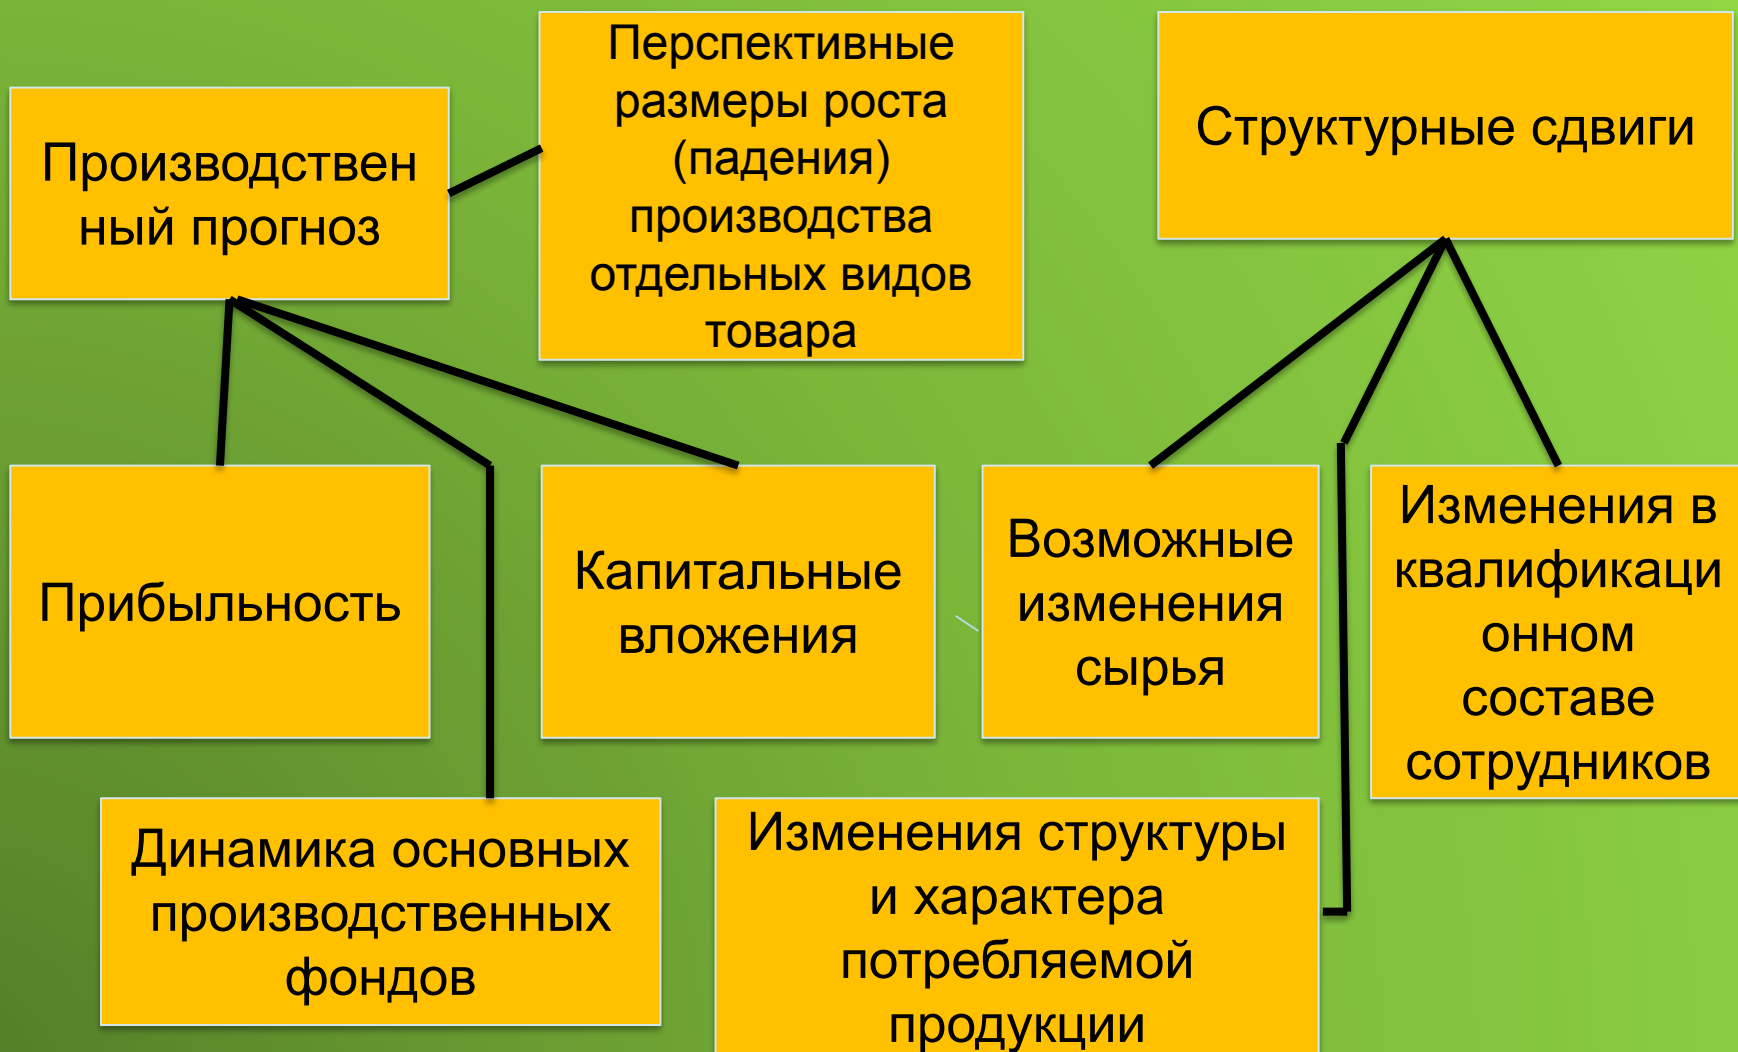 Производствен
ный прогноз
Перспективные
размеры роста
(падения)
производства
отдельных видов
товара
Структурные сдвиги
Прибыльность
Капитальные
вложения
Возможные
изменения
сырья
Изменения в
квалификаци
онном
составе
сотрудников
Динамика основных
производственных
фондов
Изменения структуры
и характера
потребляемой
продукции